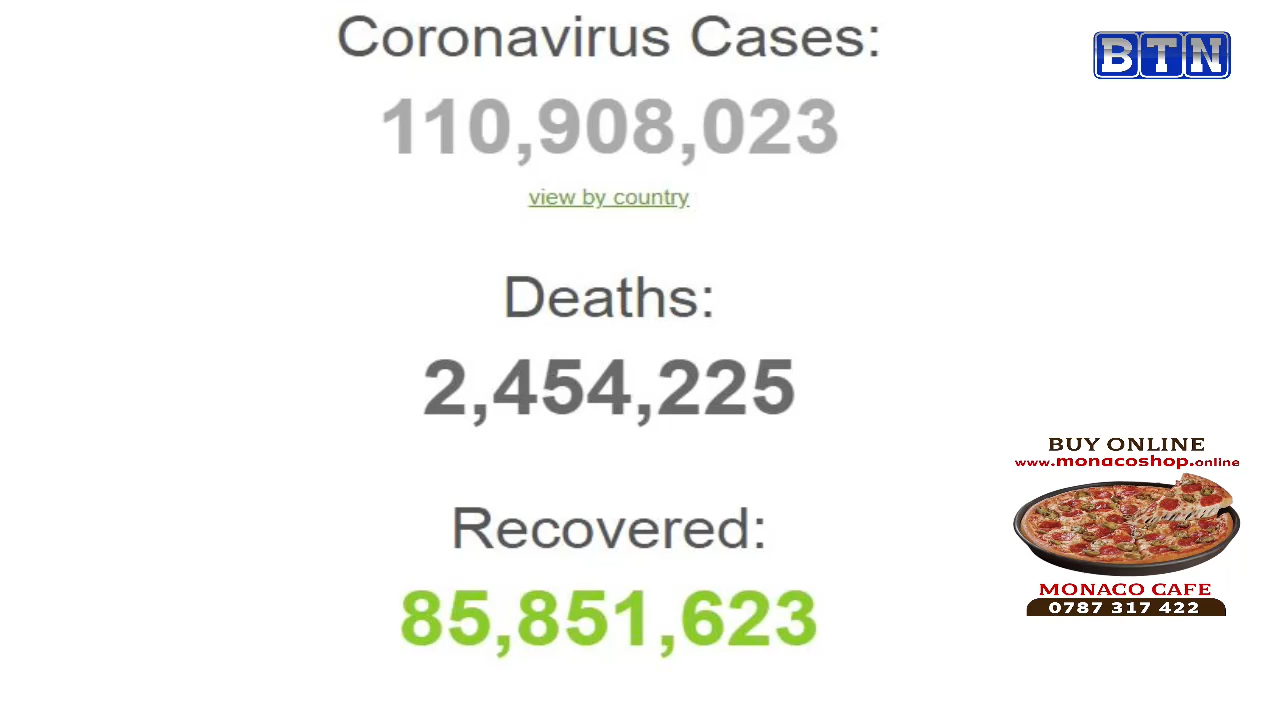 Coronavirus Cases:
110,908,023
view by country
Deaths:
2,454,225
Recovered:
85,851,623
BTN
BUY ONLINE
www.monacoshop.online
MONACO CAFE
0787 317 422